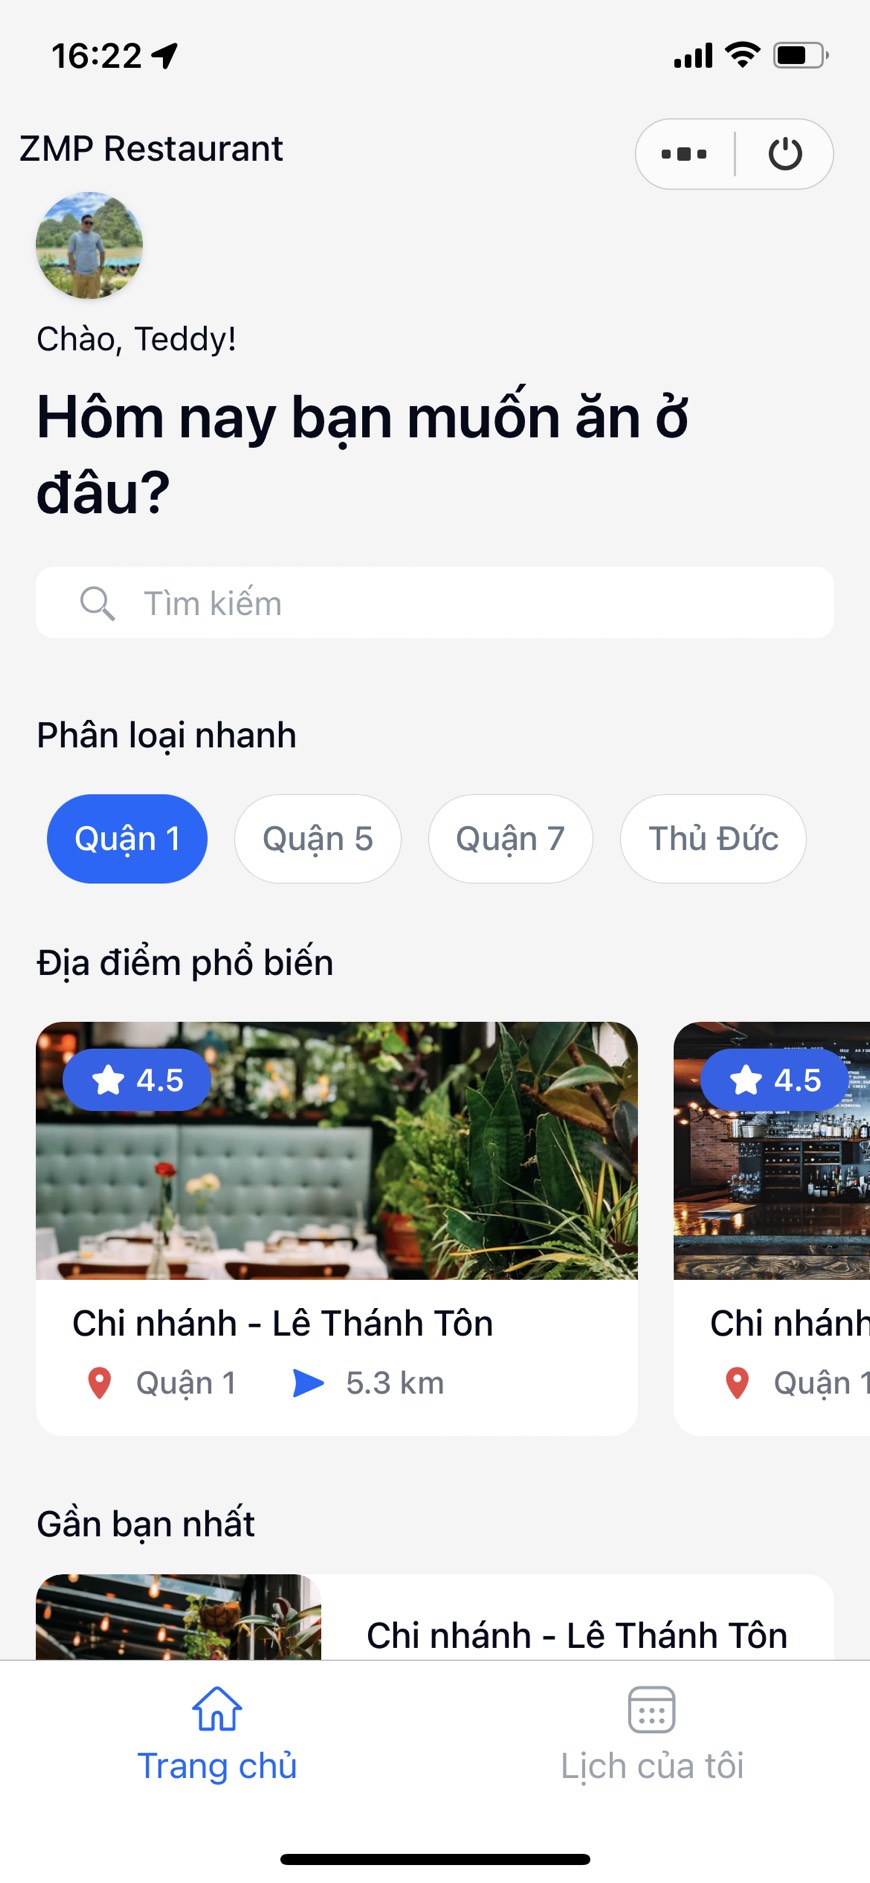 16:22
ZMP Restaurant
Chào, Teddy!
Hôm nay bạn muốn ăn ở
đâu?
Tìm kiếm
Phân loại nhanh
Quận 1
Quận 5
Quận 7
Thủ Đức
Địa điểm phổ biến
4.5
4.5
Chi nhánh - Lê Thánh Tôn
Quận 1
5.3 km
Chi nhánh
Quận 1
Gần bạn nhất
Chi nhánh - Lê Thánh Tôn
Trang chủ
Lịch của tôi